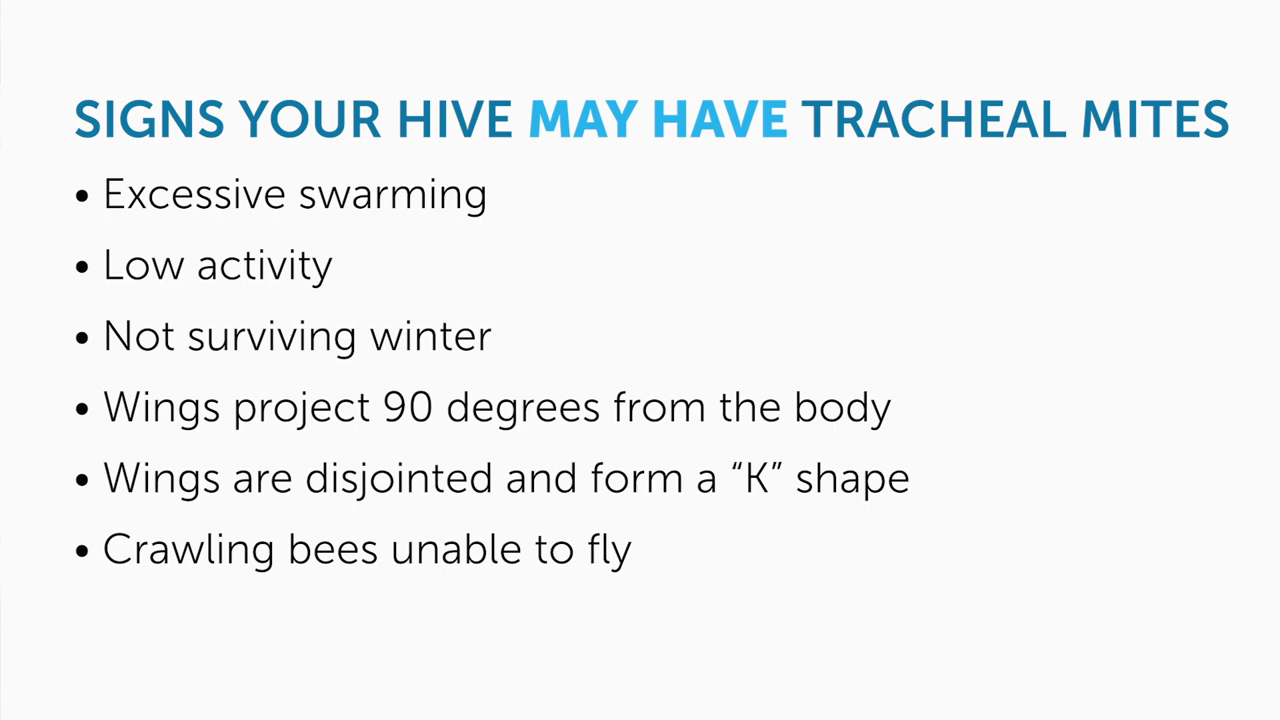 SIGNS YOUR HIVE MAY HAVE TRACHEAL MITES
• Excessive swarming
• Low activity
• Not surviving winter
• Wings project 90 degrees from the body
• Wings are disjointed and form a “K” shape
• Crawling bees unable to fly